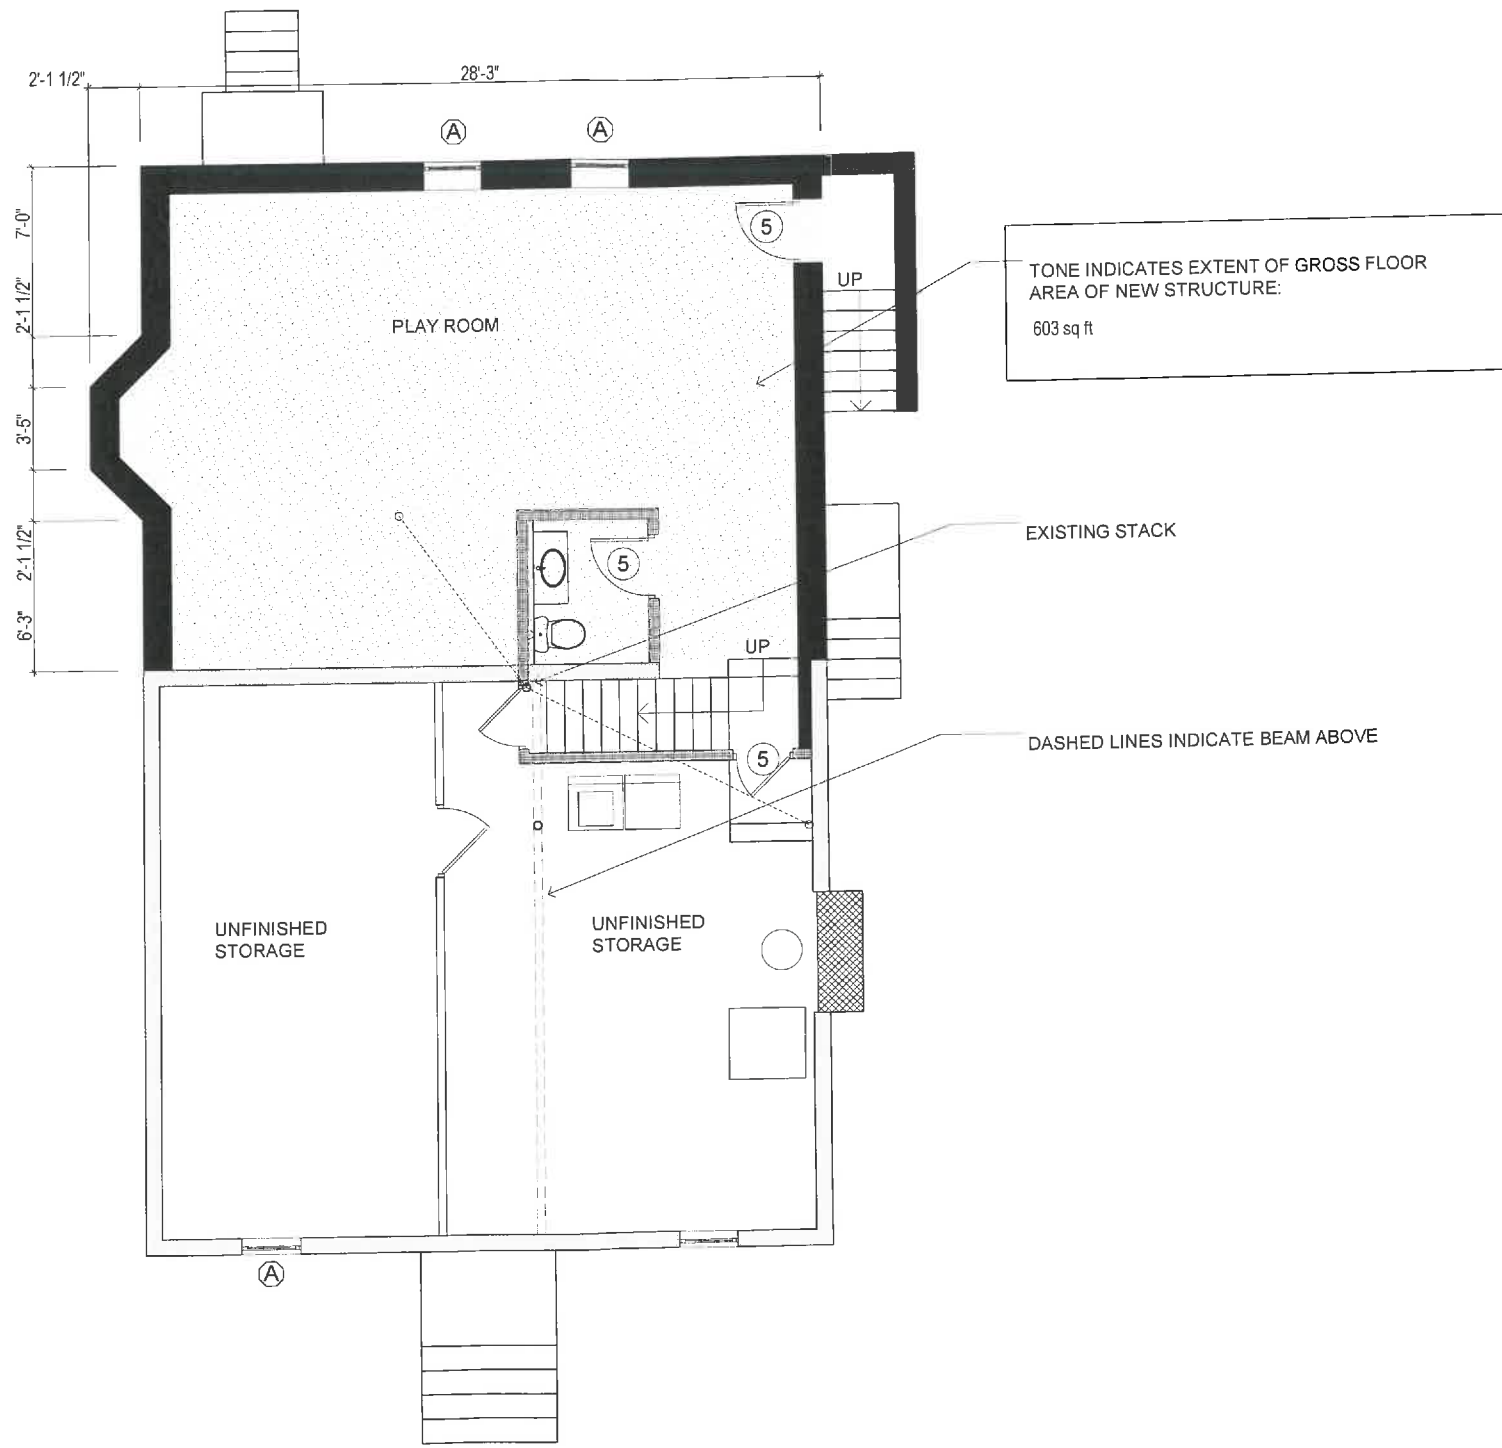 2'-1 1/2"
28'-3"
A
A
7'-0"
2'-1 1/2"
3'-5"
2'-1 1/2"
6'-3"
5
UP
PLAY ROOM
TONE INDICATES EXTENT OF GROSS FLOOR
AREA OF NEW STRUCTURE:
603 sq ft
EXISTING STACK
5
UP
DASHED LINES INDICATE BEAM ABOVE
5
UNFINISHED
STORAGE
UNFINISHED
STORAGE
A